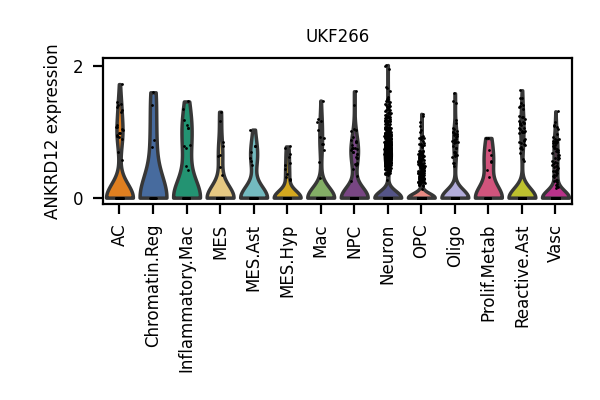 UKF266
ANKRD12 expression
2
0
AC
Chromatin.Reg
Inflammatory.Mac
MES
MES.Ast
MES.Hyp
Mac
NPC
Neuron
OPC
Oligo
Prolif.Metab
Reactive.Ast
Vasc